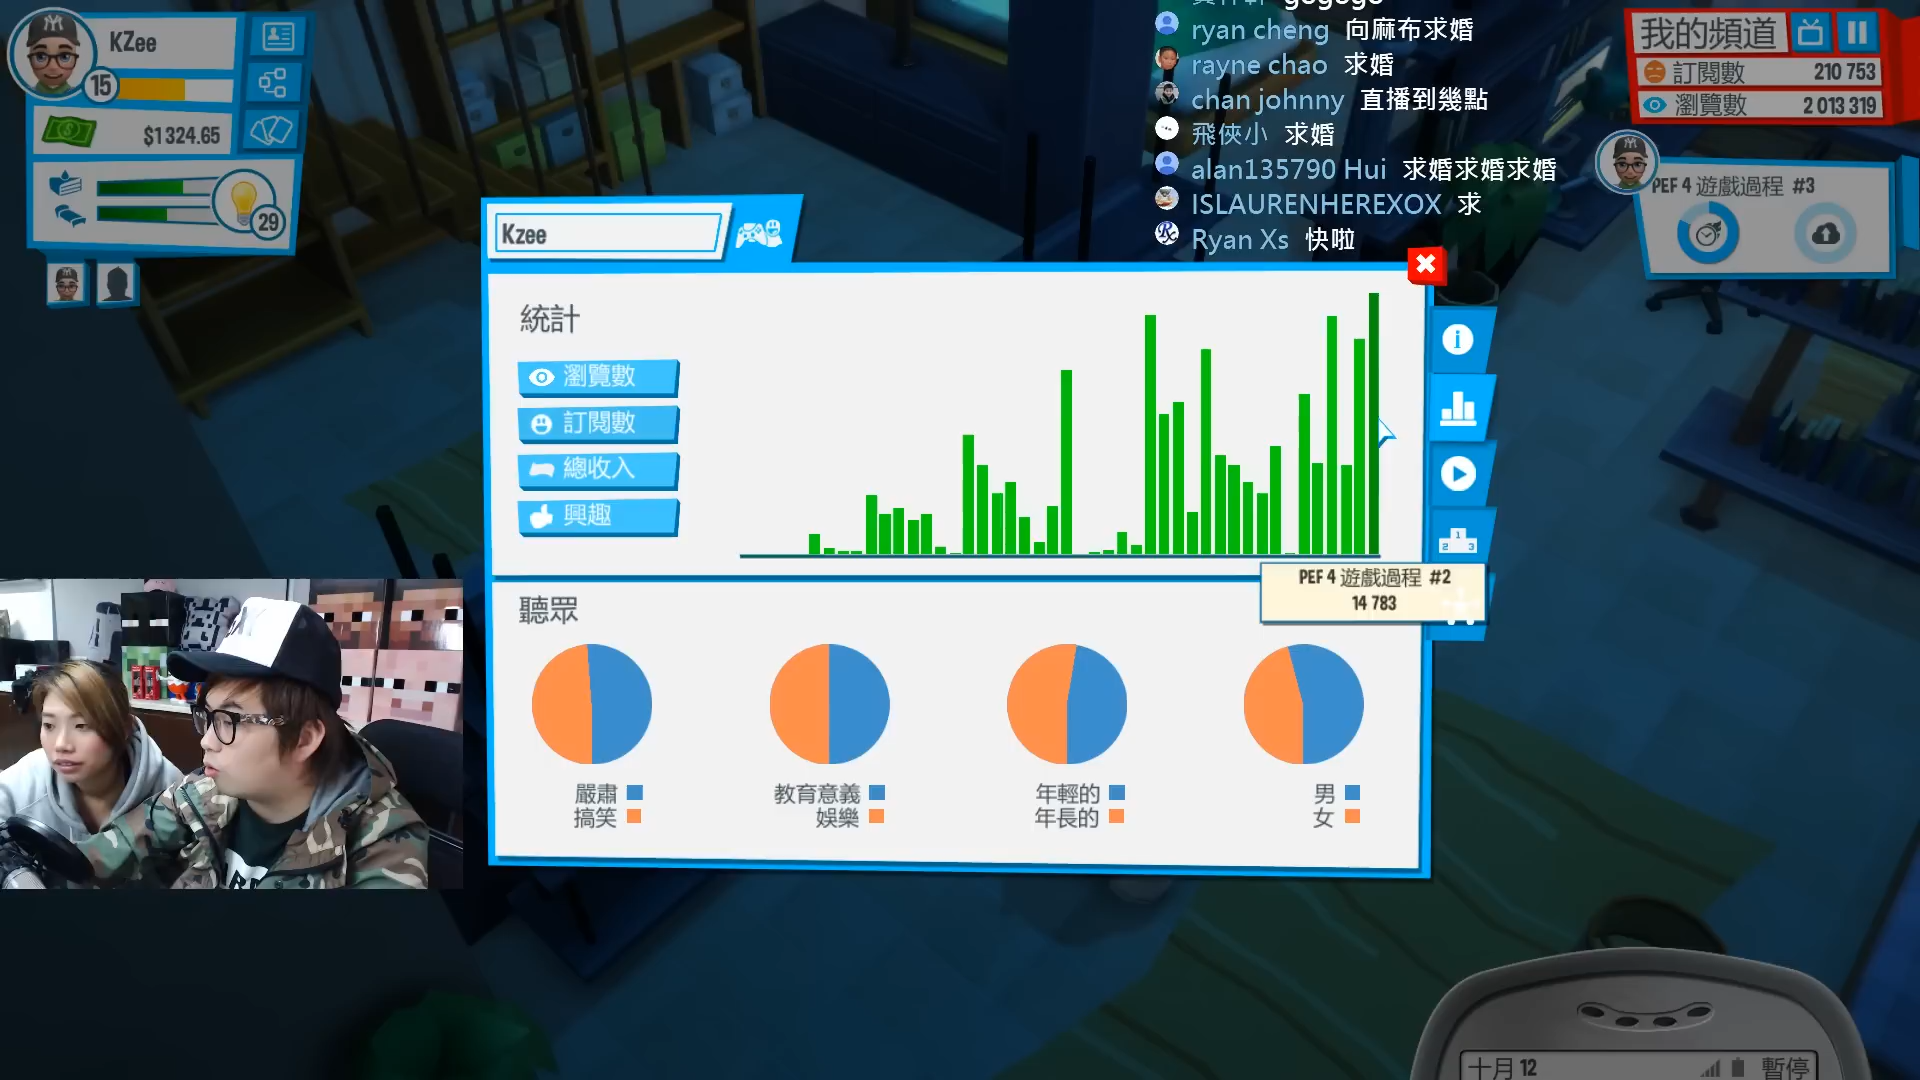 KZee
15
$1 324.65
29
gogogo
ryan cheng 向麻布求婚
rayne chao 求婚
chan johnny 直播到幾點
飛俠小 求婚
alan135790 Hui 求婚求婚求婚
ISLAURENHEREXOX 求
Ryan Xs 快啦
我的頻道
訂閱數 210 753
瀏覽數 2 013 319
PEF 4 遊戲過程 #3
Kzee
統計
瀏覽數
訂閱數
總收入
興趣
PEF 4 遊戲過程 #2
14 783
聽眾
嚴肅
搞笑
教育意義
娛樂
年輕的
年長的
男
女
十月 12
暫停